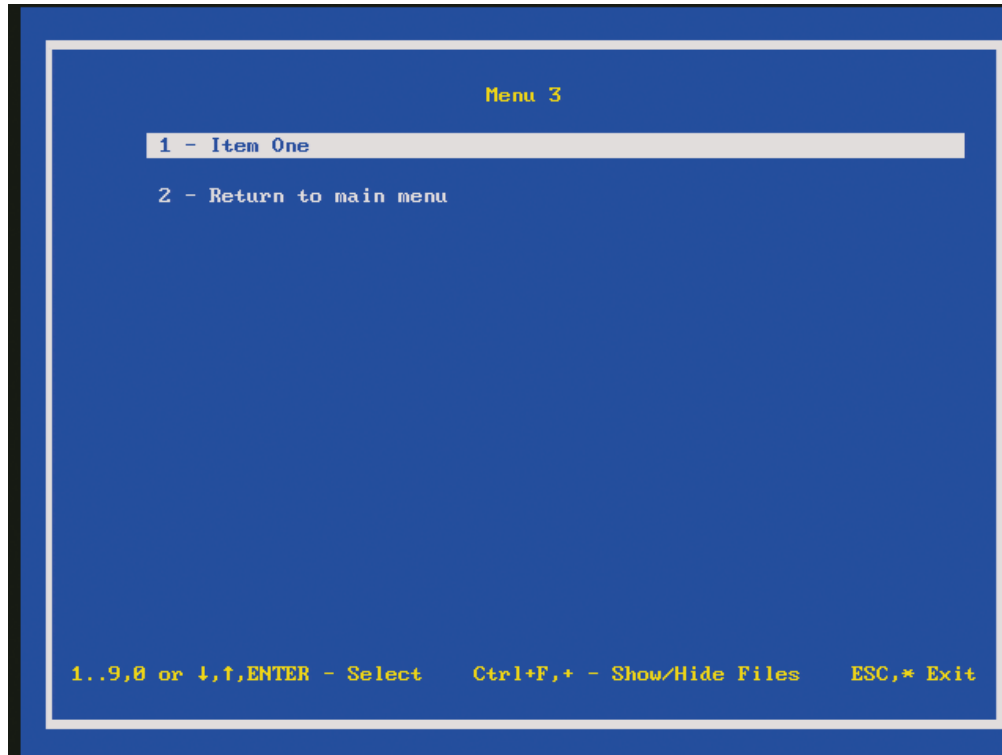 Menu 3
1 - Item One
2 - Return to main menu
1..9,0 or ↓,↑,ENTER - Select Ctrl+F,+ - Show/Hide Files ESC,* Exit